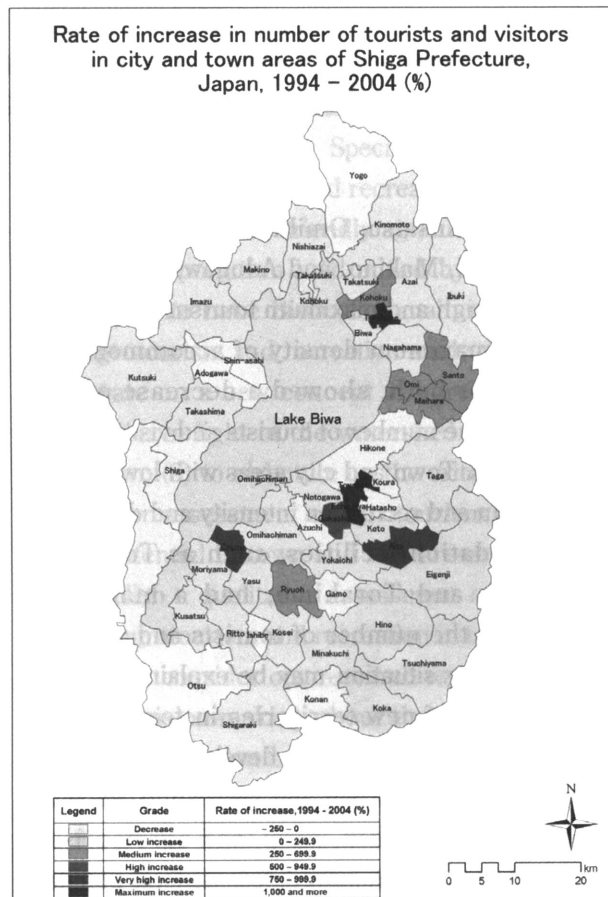 Rate of increase in number of tourists and visitors
in city and town areas of Shiga Prefecture,
Japan, 1994 – 2004 (%)
Yogo
Kinomoto
Nishiazai
Makino
Takatsuki
Takatsuki
Azai
Ibuki
Kohoku
Kohoku
Imazu
Biwa
Nagahama
Shin-asahi
Adogawa
Kutsuki
Santo
Omi
Maihara
Takashima
Lake Biwa
Hikone
Shiga
Omihachiman
Koura
Taga
Notogawa
Hatasho
Azuchi
Koto
Omihachiman
Yokaichi
Moriyama
Yasu
Eigenji
Ryuoh
Gamo
Kusatsu
Hino
Ritto
Ishibe
Kosei
Minakuchi
Tsuchiyama
Otsu
Konan
Koka
Shigaraki
N
Legend Grade Rate of increase,1994 - 2004 (%)
Decrease - 250 – 0
Low increase 0 – 249.9
Medium increase 250 – 699.9
High increase 500 – 949.9
Very high increase 750 – 999.9
Maximum increase 1,000 and more
km
0 5 10 20